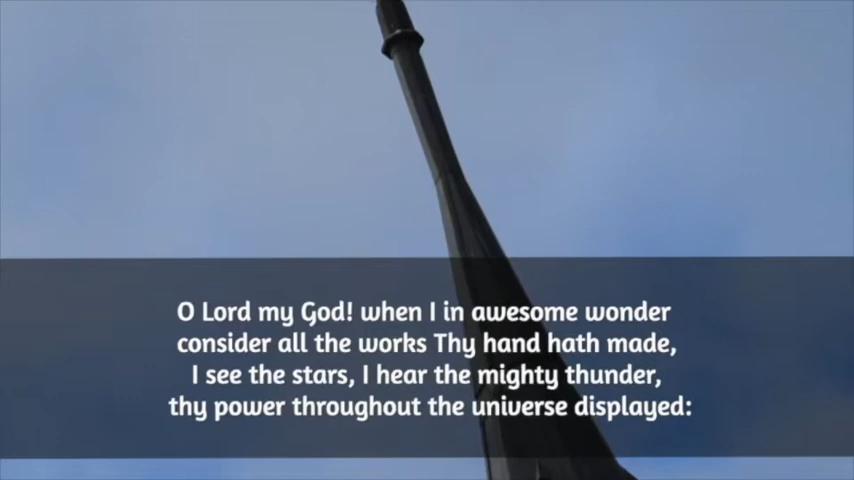 O Lord my God! when I in awesome wonder
consider all the works Thy hand hath made,
I see the stars, I hear the mighty thunder,
thy power throughout the universe displayed: